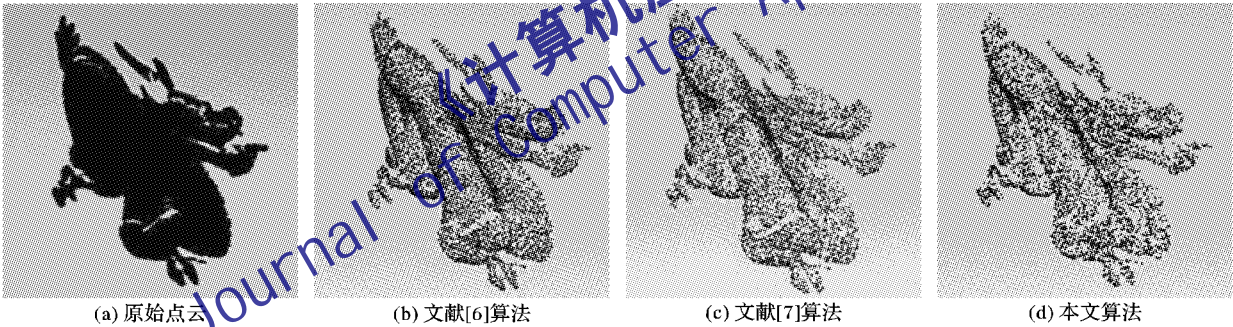 《计算机
Journal of Computer
(a) 原始点云
(b) 文献[6]算法
(c) 文献[7]算法
(d) 本文算法